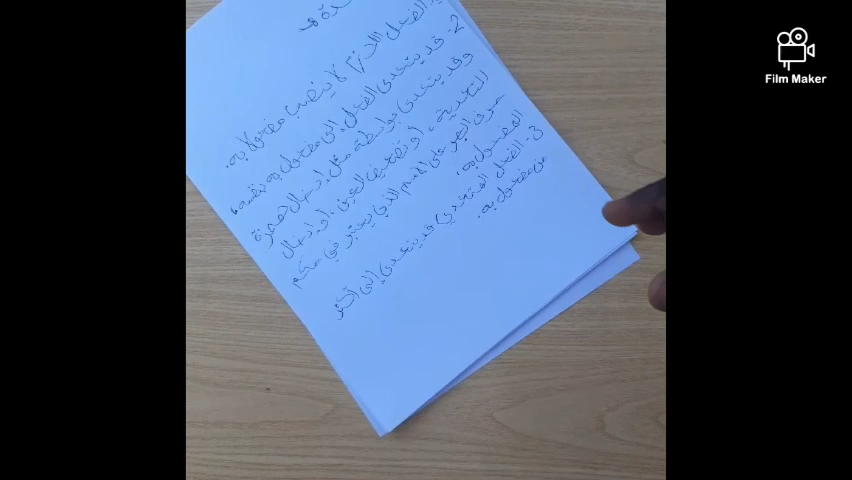 الفعل اللازم لا ينصب مفعولا به.
2. قد يتعدى الفعل إلى مفعول به بنفسه،
وقد يتعدى بواسطة مثل إدخال همزة
التعدية، أو تضعيف العين، أو إدخال
حرف الجر على الاسم الذي يعتبر في حكم
المفعول به.
3. الفعل المتعدي قد يتعدى إلى أكثر
من مفعول به.
Film Maker